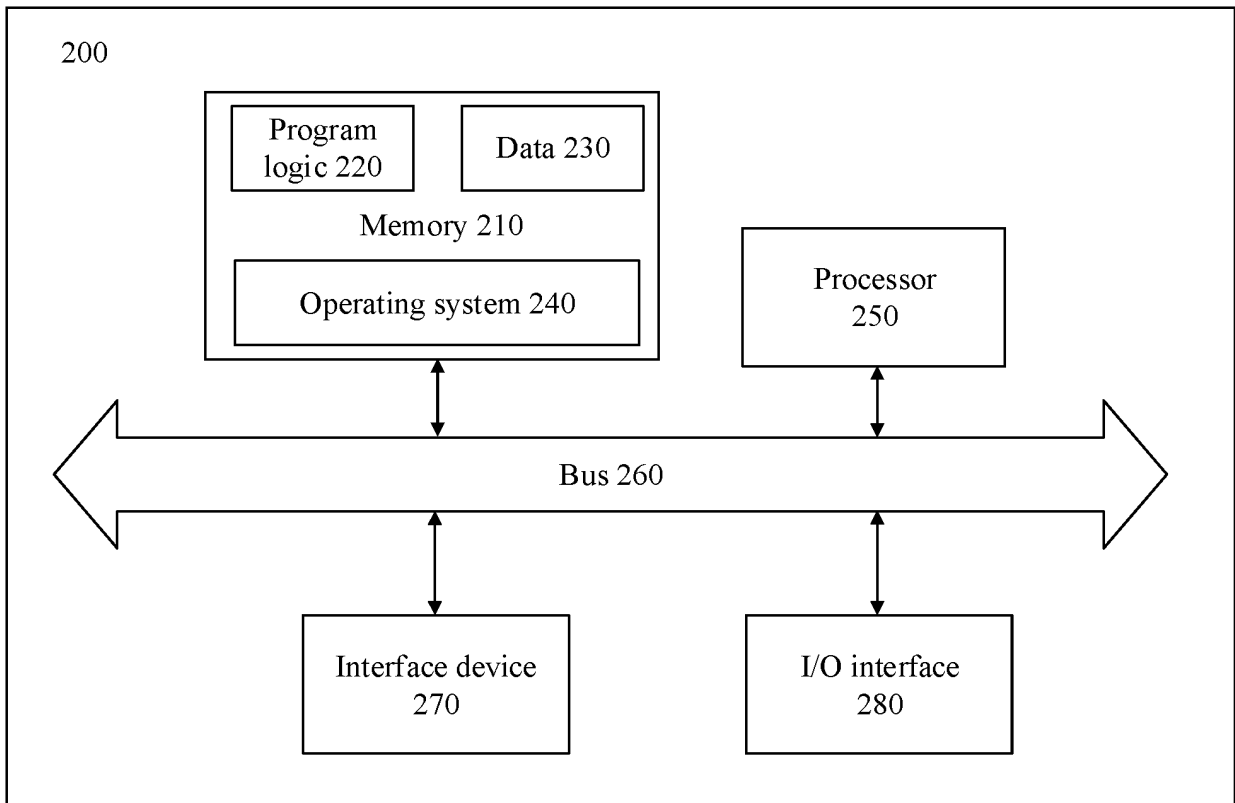 200
Program
logic 220
Data 230
Memory 210
Operating system 240
Processor
250
Bus 260
Interface device
270
I/O interface
280